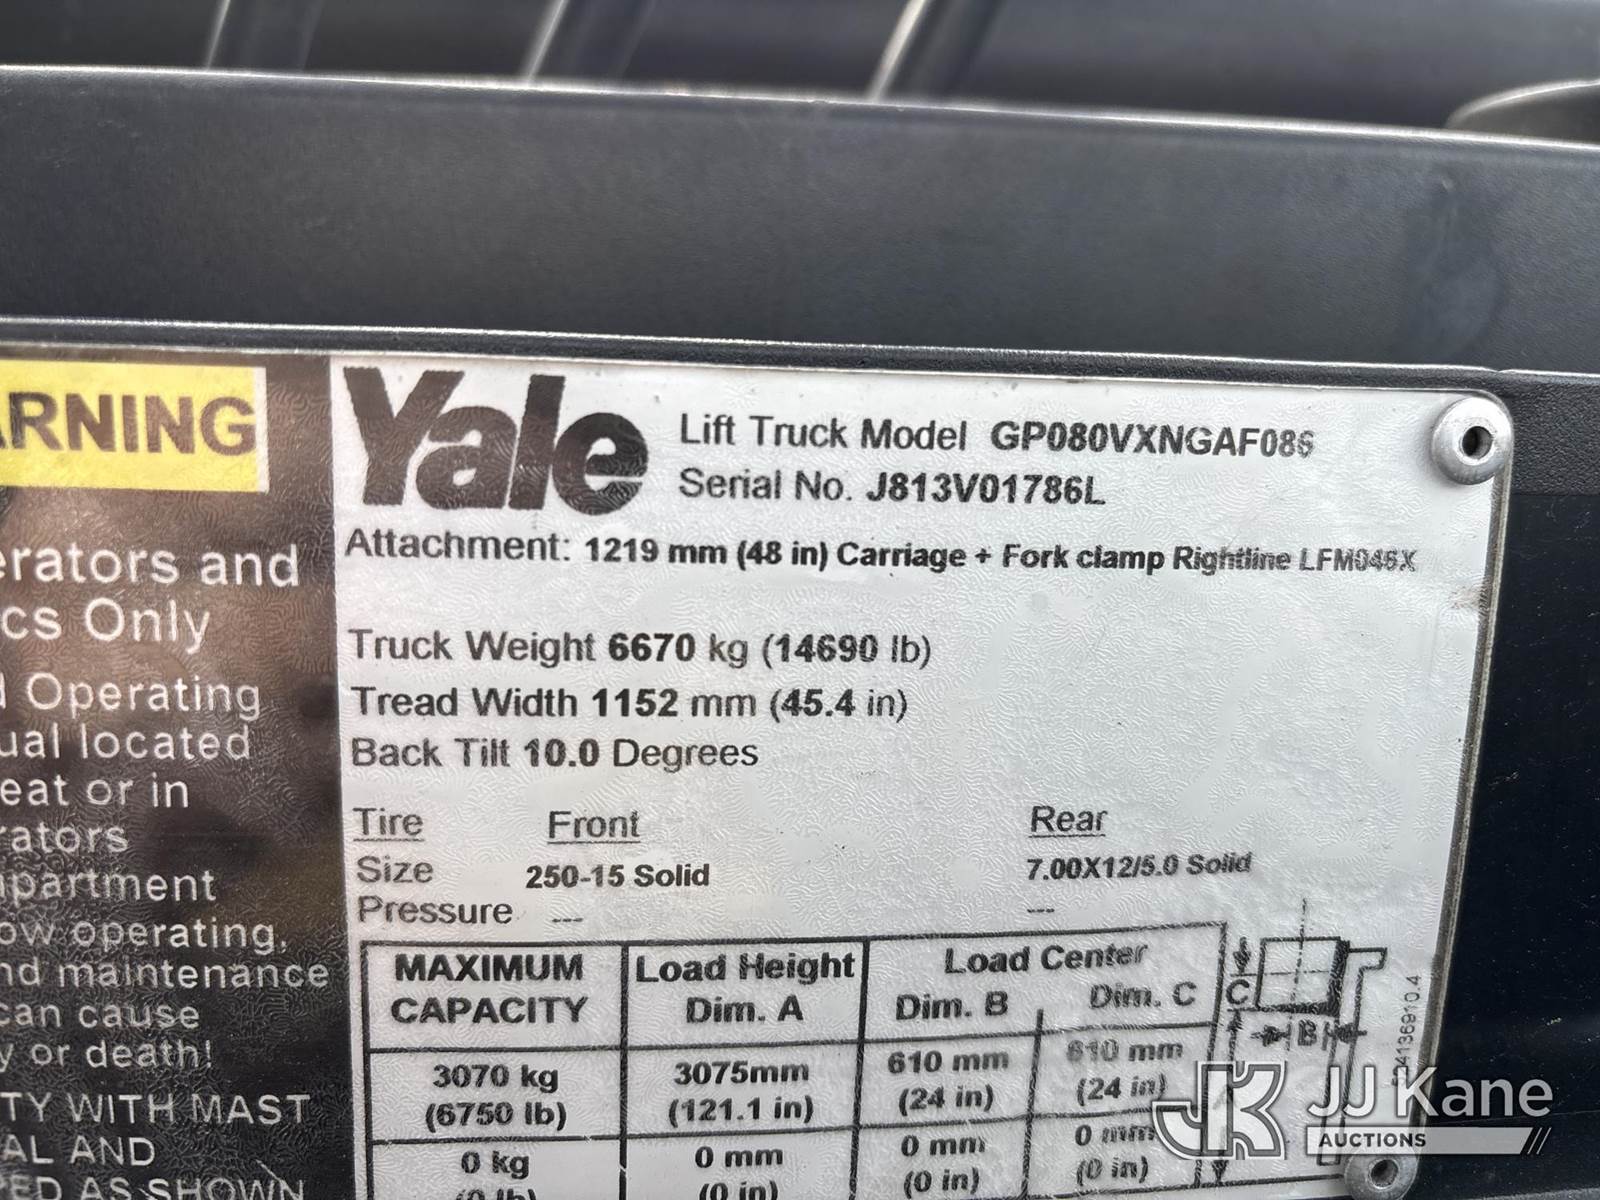 ARNING
erators and
cs Only
Operating
ual located
eat or in
rators
partment
ow operating,
nd maintenance
can cause
y or death!
TY WITH MAST
AL AND
ED AS SHOWN
Yale
Lift Truck Model GP080VXNGAF086
Serial No. J813V01786L
Attachment: 1219 mm (48 in) Carriage + Fork clamp Rightline LFM046X
Truck Weight 6670 kg (14690 lb)
Tread Width 1152 mm (45.4 in)
Back Tilt 10.0 Degrees
Tire Front Rear
Size 250-15 Solid 7.00X12/5.0 Solid
Pressure --- ---
MAXIMUM CAPACITY
Load Height Dim. A
Load Center
Dim. B Dim. C
3070 kg 3075mm 610 mm 610 mm
(6750 lb) (121.1 in) (24 in) (24 in)
0 kg 0 mm 0 mm 0 mm
(0 lb) (0 in) (0 in) (0 in)
C
B
JJ Kane
AUCTIONS